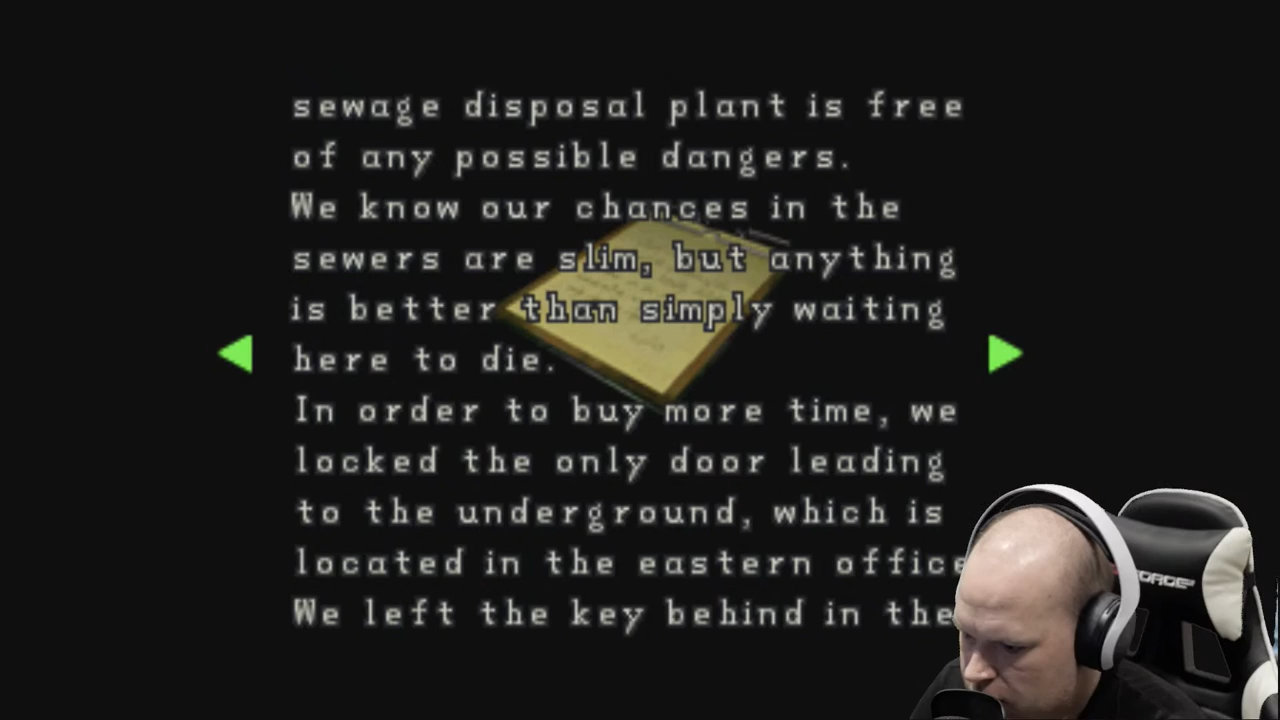 sewage disposal plant is free
of any possible dangers.
We know our chances in the
sewers are slim, but anything
is better than simply waiting
here to die.
In order to buy more time, we
locked the only door leading
to the underground, which is
located in the eastern office
We left the key behind in the